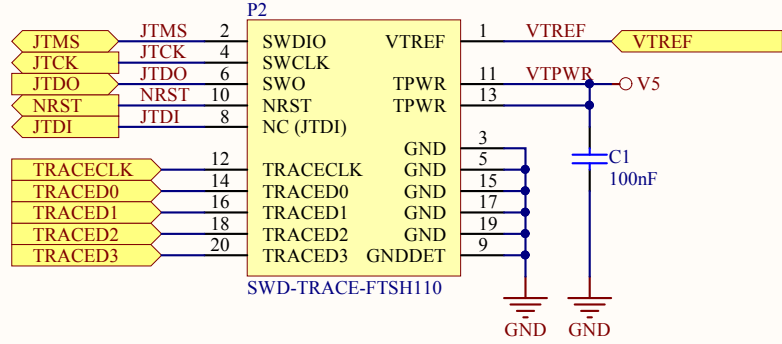 P2
JTMS JTMS 2 SWDIO VTREF 1 VTREF VTREF
JTCK JTCK 4 SWCLK
JTDO JTDO 6 SWO TPWR 11 VTPWR V5
NRST NRST 10 NRST TPWR 13
JTDI JTDI 8 NC (JTDI)
GND 3
TRACECLK 12 TRACECLK GND 5
TRACED0 14 TRACED0 GND 15
TRACED1 16 TRACED1 GND 17
TRACED2 18 TRACED2 GND 19
TRACED3 20 TRACED3 GNDDET 9
C1
100nF
SWD-TRACE-FTSH110
GND GND